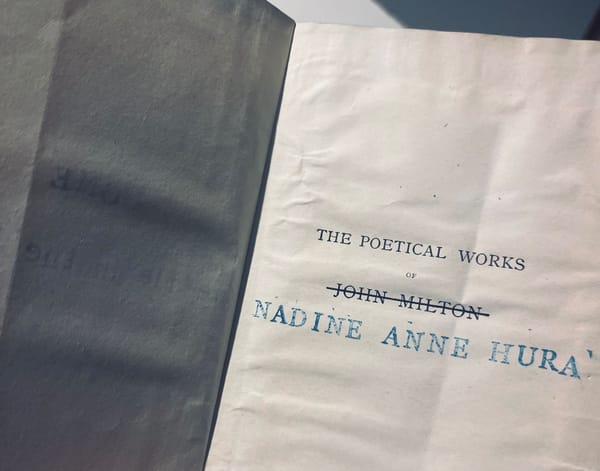 THE POETICAL WORKS
OF
JOHN MILTON
NADINE ANNE HURA